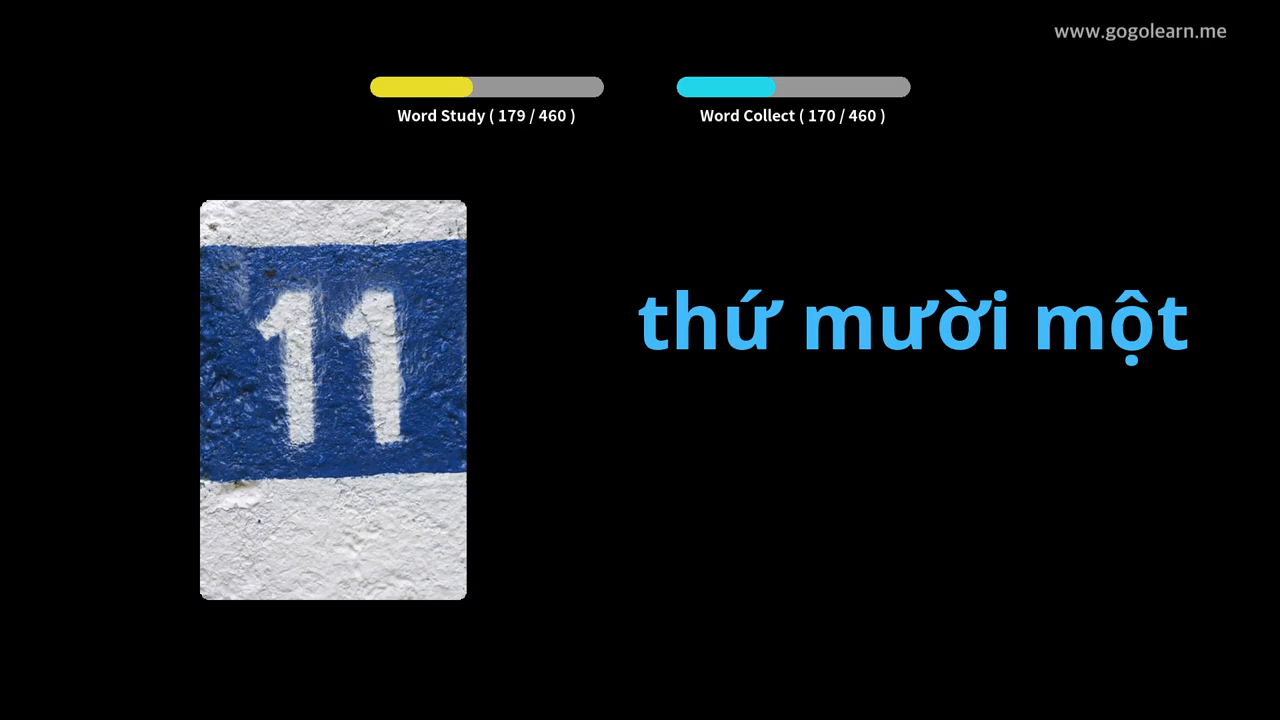 www.gogolearn.me
Word Study ( 179 / 460 )
Word Collect ( 170 / 460 )
11
thứ mười một